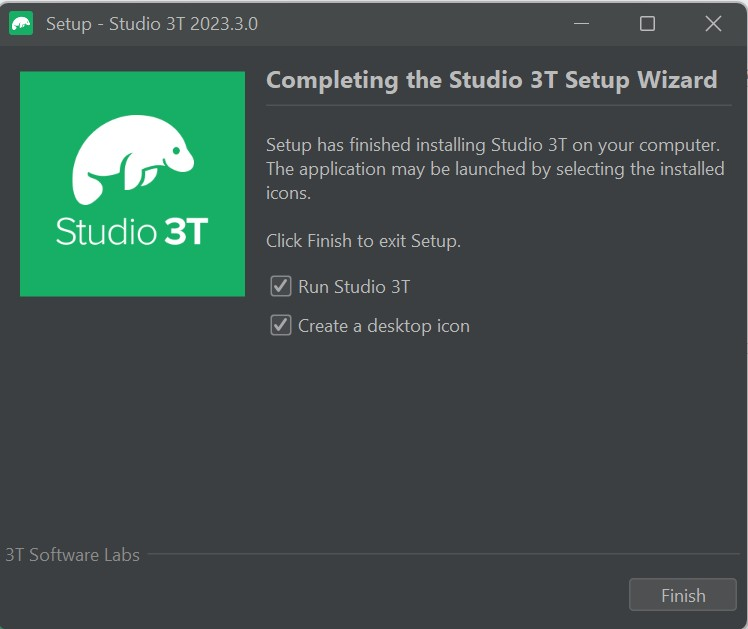 Setup - Studio 3T 2023.3.0
Completing the Studio 3T Setup Wizard
Studio 3T
Setup has finished installing Studio 3T on your computer.
The application may be launched by selecting the installed
icons.
Click Finish to exit Setup.
Run Studio 3T
Create a desktop icon
3T Software Labs
Finish